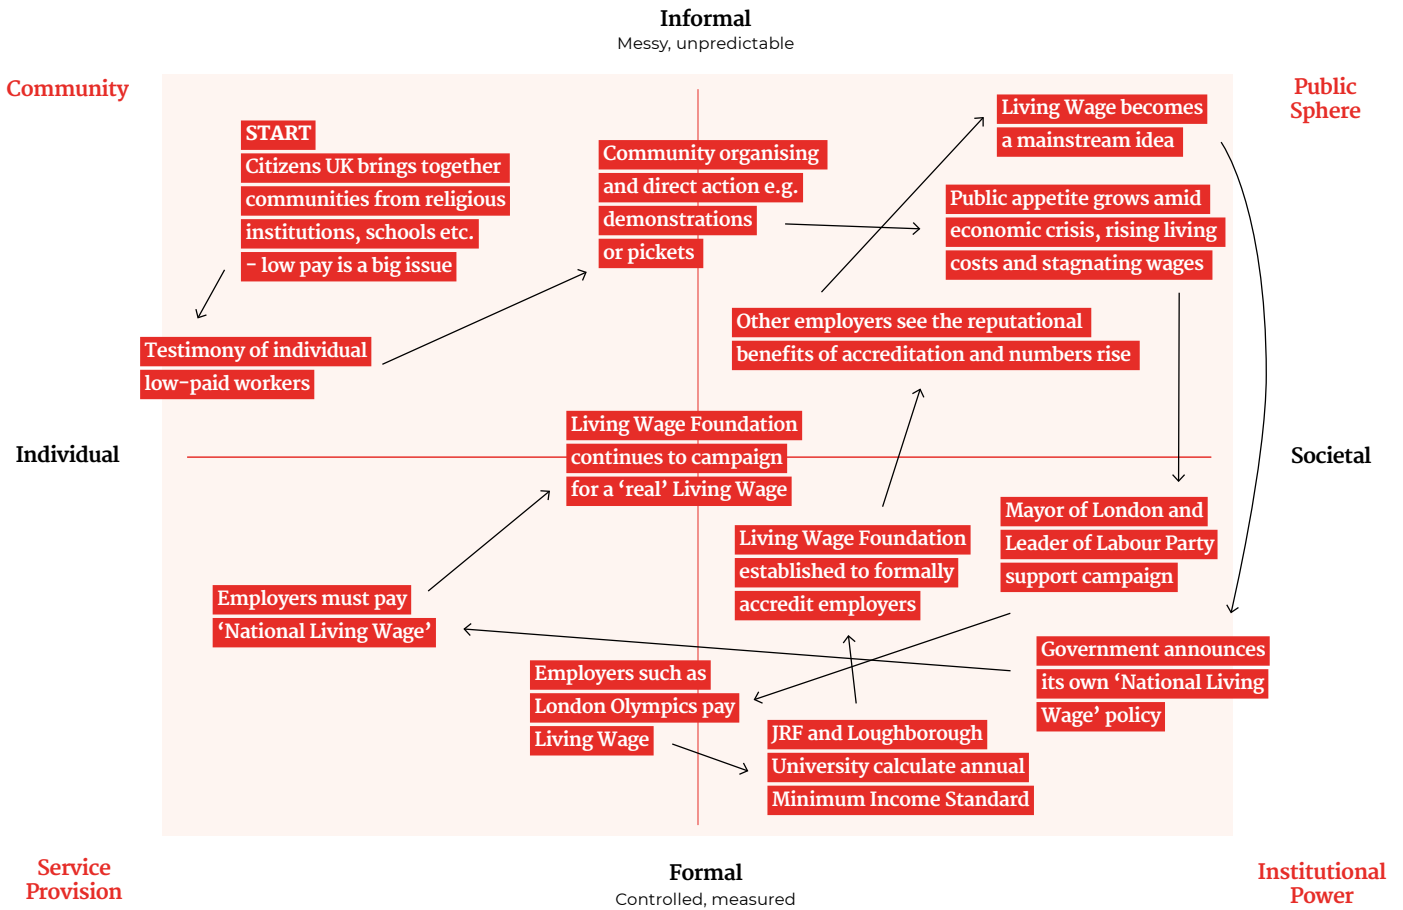 Informal
Messy, unpredictable
Community
Public
Sphere
START
Citizens UK brings together
communities from religious
institutions, schools etc.
– low pay is a big issue
Testimony of individual
low-paid workers
Community organising
and direct action e.g.
demonstrations
or pickets
Living Wage becomes
a mainstream idea
Public appetite grows amid
economic crisis, rising living
costs and stagnating wages
Other employers see the reputational
benefits of accreditation and numbers rise
Individual
Living Wage Foundation
continues to campaign
for a ‘real’ Living Wage
Societal
Living Wage Foundation
established to formally
accredit employers
Mayor of London and
Leader of Labour Party
support campaign
Employers must pay
‘National Living Wage’
Government announces
its own ‘National Living
Wage’ policy
Employers such as
London Olympics pay
Living Wage
JRF and Loughborough
University calculate annual
Minimum Income Standard
Service
Provision
Formal
Controlled, measured
Institutional
Power